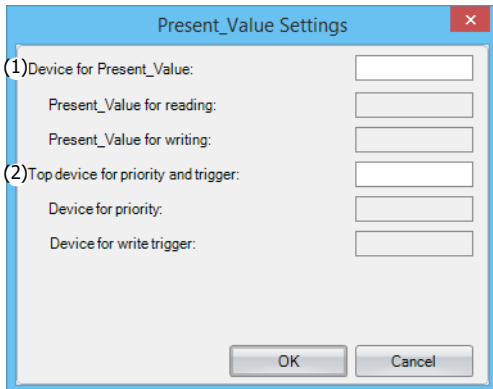 Present_Value Settings
(1) Device for Present_Value:
Present_Value for reading:
Present_Value for writing:
(2) Top device for priority and trigger:
Device for priority:
Device for write trigger:
OK Cancel